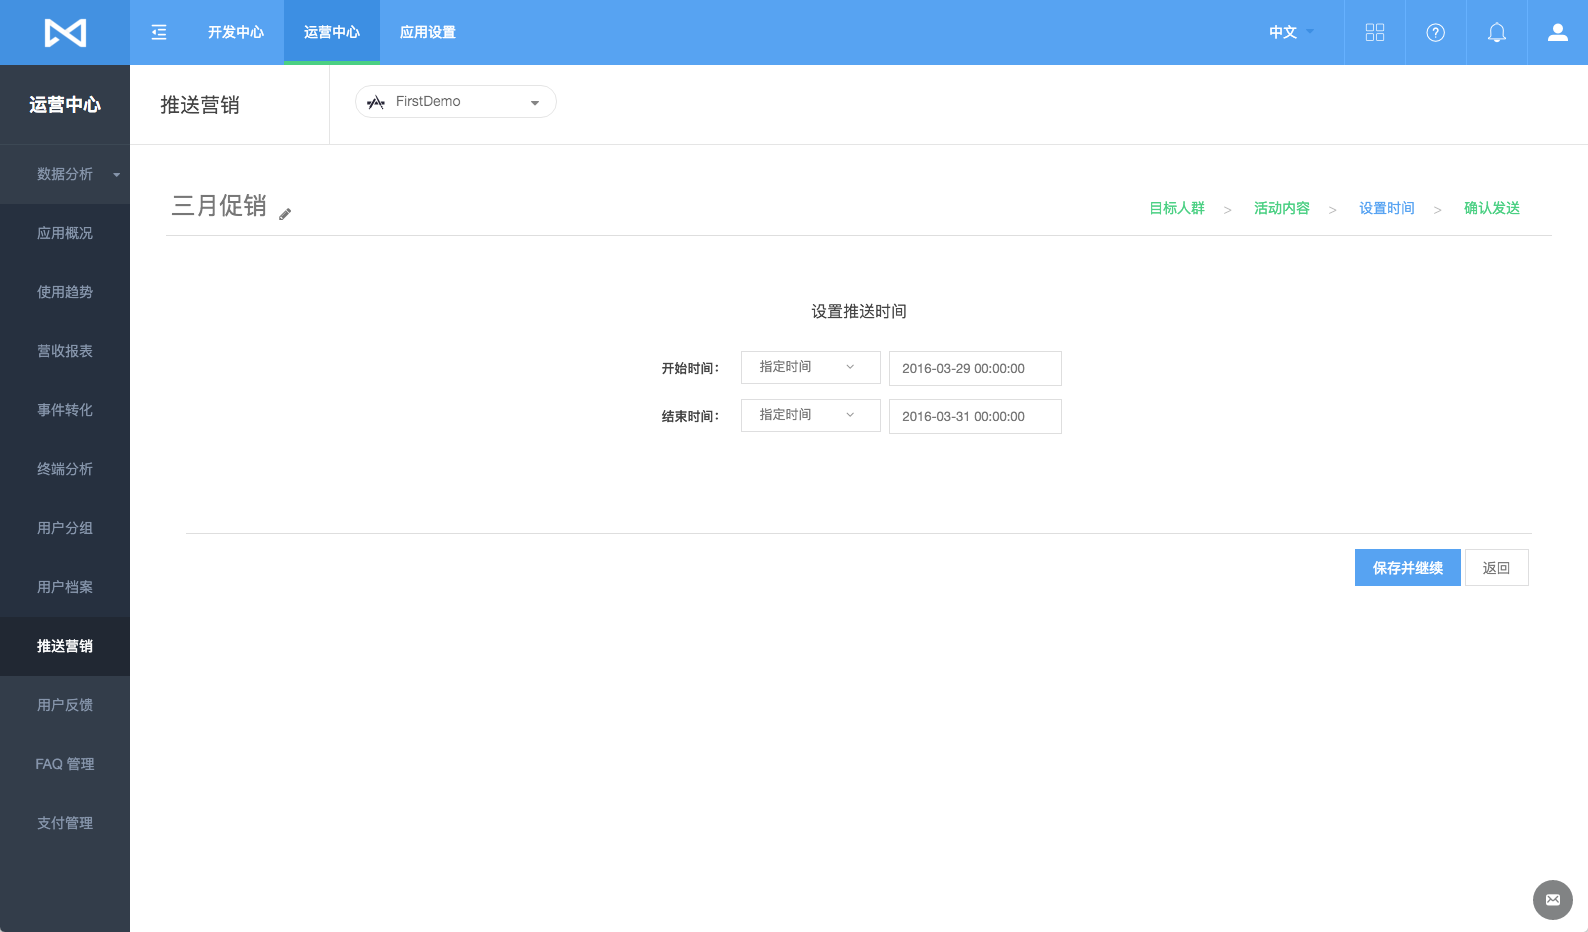 开发中心 运营中心 应用设置 中文
运营中心
推送营销
FirstDemo
数据分析
应用概况
使用趋势
营收报表
事件转化
终端分析
用户分组
用户档案
推送营销
用户反馈
FAQ 管理
支付管理
三月促销
目标人群 > 活动内容 > 设置时间 > 确认发送
设置推送时间
开始时间： 指定时间 2016-03-29 00:00:00
结束时间： 指定时间 2016-03-31 00:00:00
保存并继续 返回